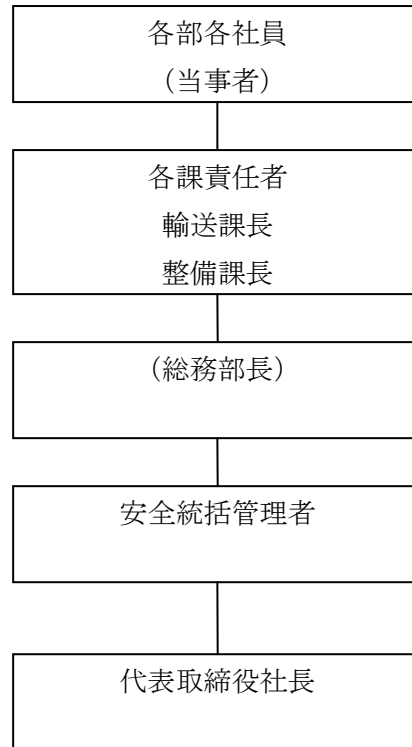 各部各社員
(当事者)
各課責任者
輸送課長
整備課長
(総務部長)
安全統括管理者
代表取締役社長